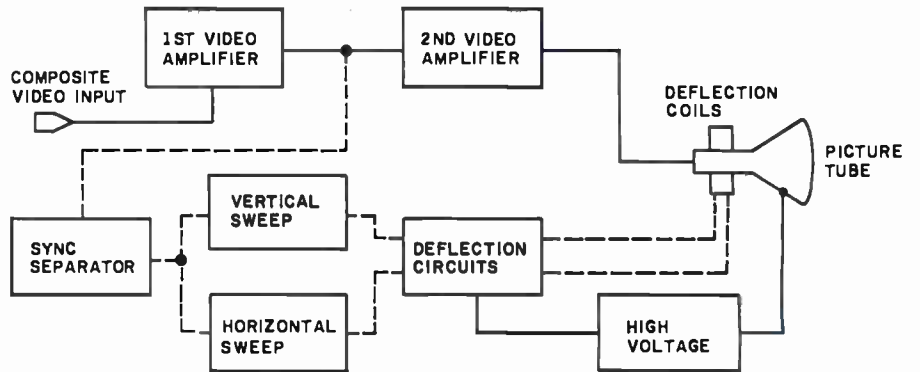 1ST VIDEO
AMPLIFIER
2ND VIDEO
AMPLIFIER
COMPOSITE
VIDEO INPUT
DEFLECTION
COILS
PICTURE
TUBE
VERTICAL
SWEEP
SYNC
SEPARATOR
DEFLECTION
CIRCUITS
HORIZONTAL
SWEEP
HIGH
VOLTAGE